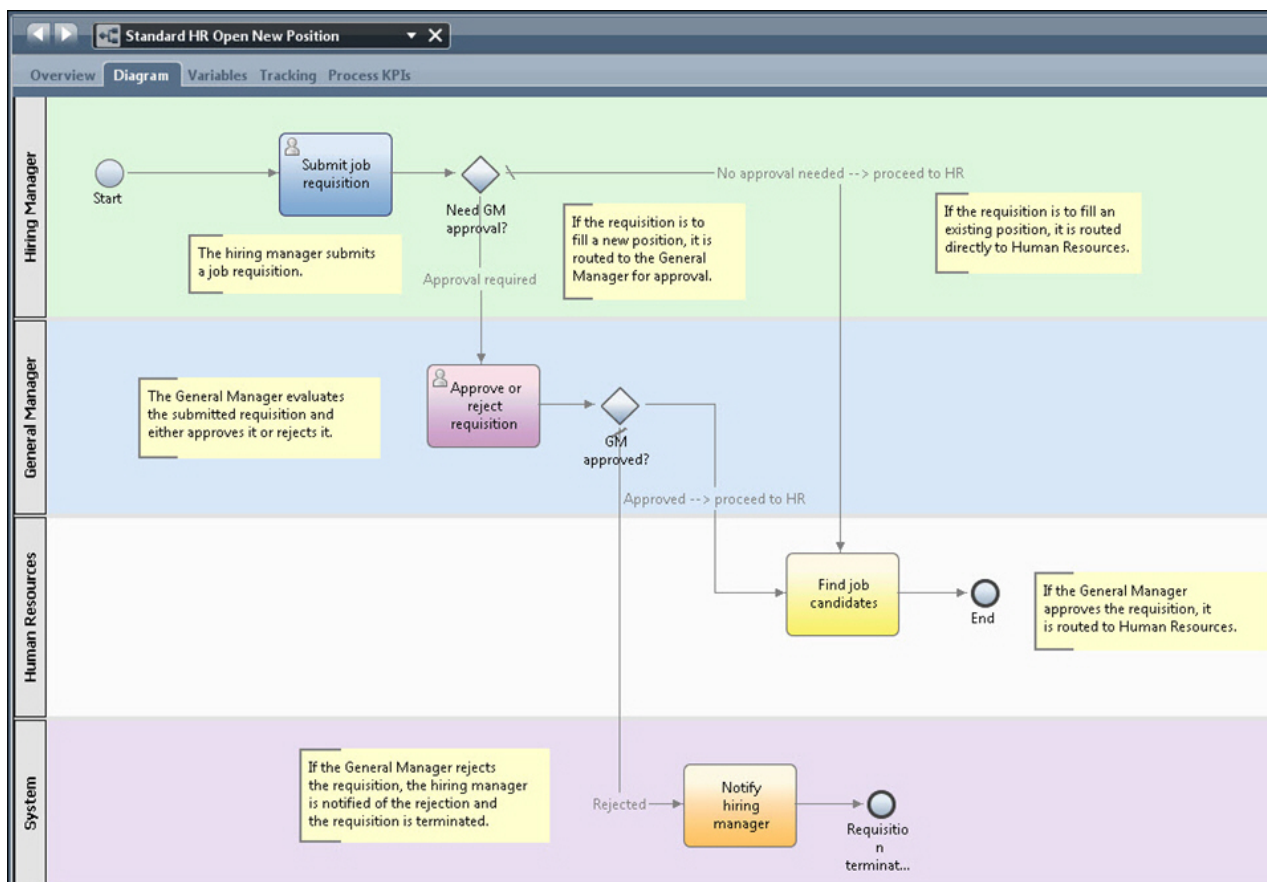 Standard HR Open New Position
Overview Diagram Variables Tracking Process KPIs
Hiring Manager
Start
Submit job
requisition
Need GM
approval?
No approval needed --> proceed to HR
The hiring manager submits
a job requisition.
Approval required
If the requisition is to
fill a new position, it is
routed to the General
Manager for approval.
If the requisition is to fill an
existing position, it is routed
directly to Human Resources.
General Manager
The General Manager evaluates
the submitted requisition and
either approves it or rejects it.
Approve or
reject
requisition
GM
approved?
Approved --> proceed to HR
Human Resources
Find job
candidates
End
If the General Manager
approves the requisition, it
is routed to Human Resources.
System
If the General Manager rejects
the requisition, the hiring manager
is notified of the rejection and
the requisition is terminated.
Rejected
Notify
hiring
manager
Requisitio
n
terminat...